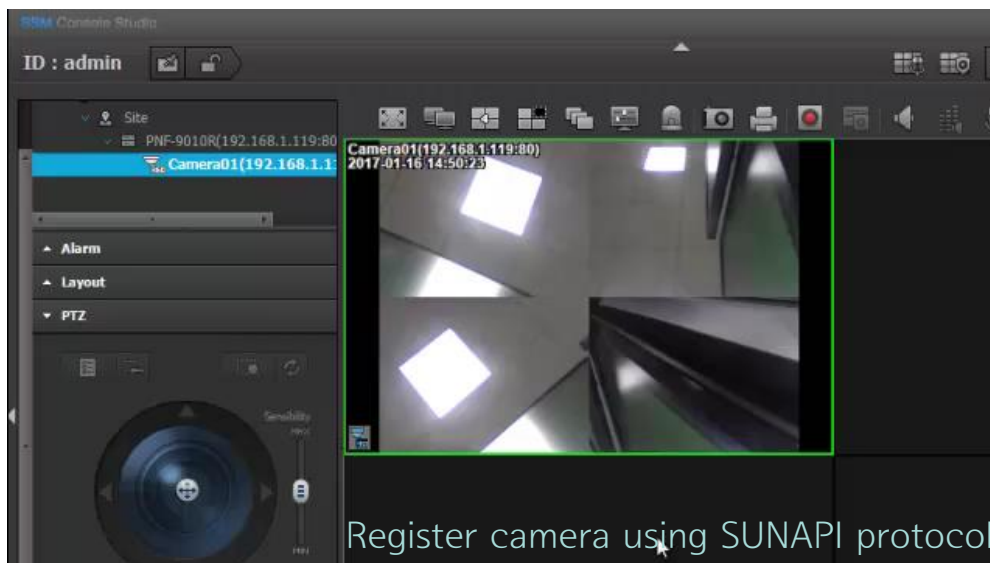 SSM Console Studio
ID : admin
Site
PNF-9010R(192.168.1.119:80
Camera01(192.168.1.1
Camera01(192.168.1.119:80)
2017-01-16 14:50:23
Alarm
Layout
PTZ
Sensibility
MAX
MIN
Register camera using SUNAPI protocol